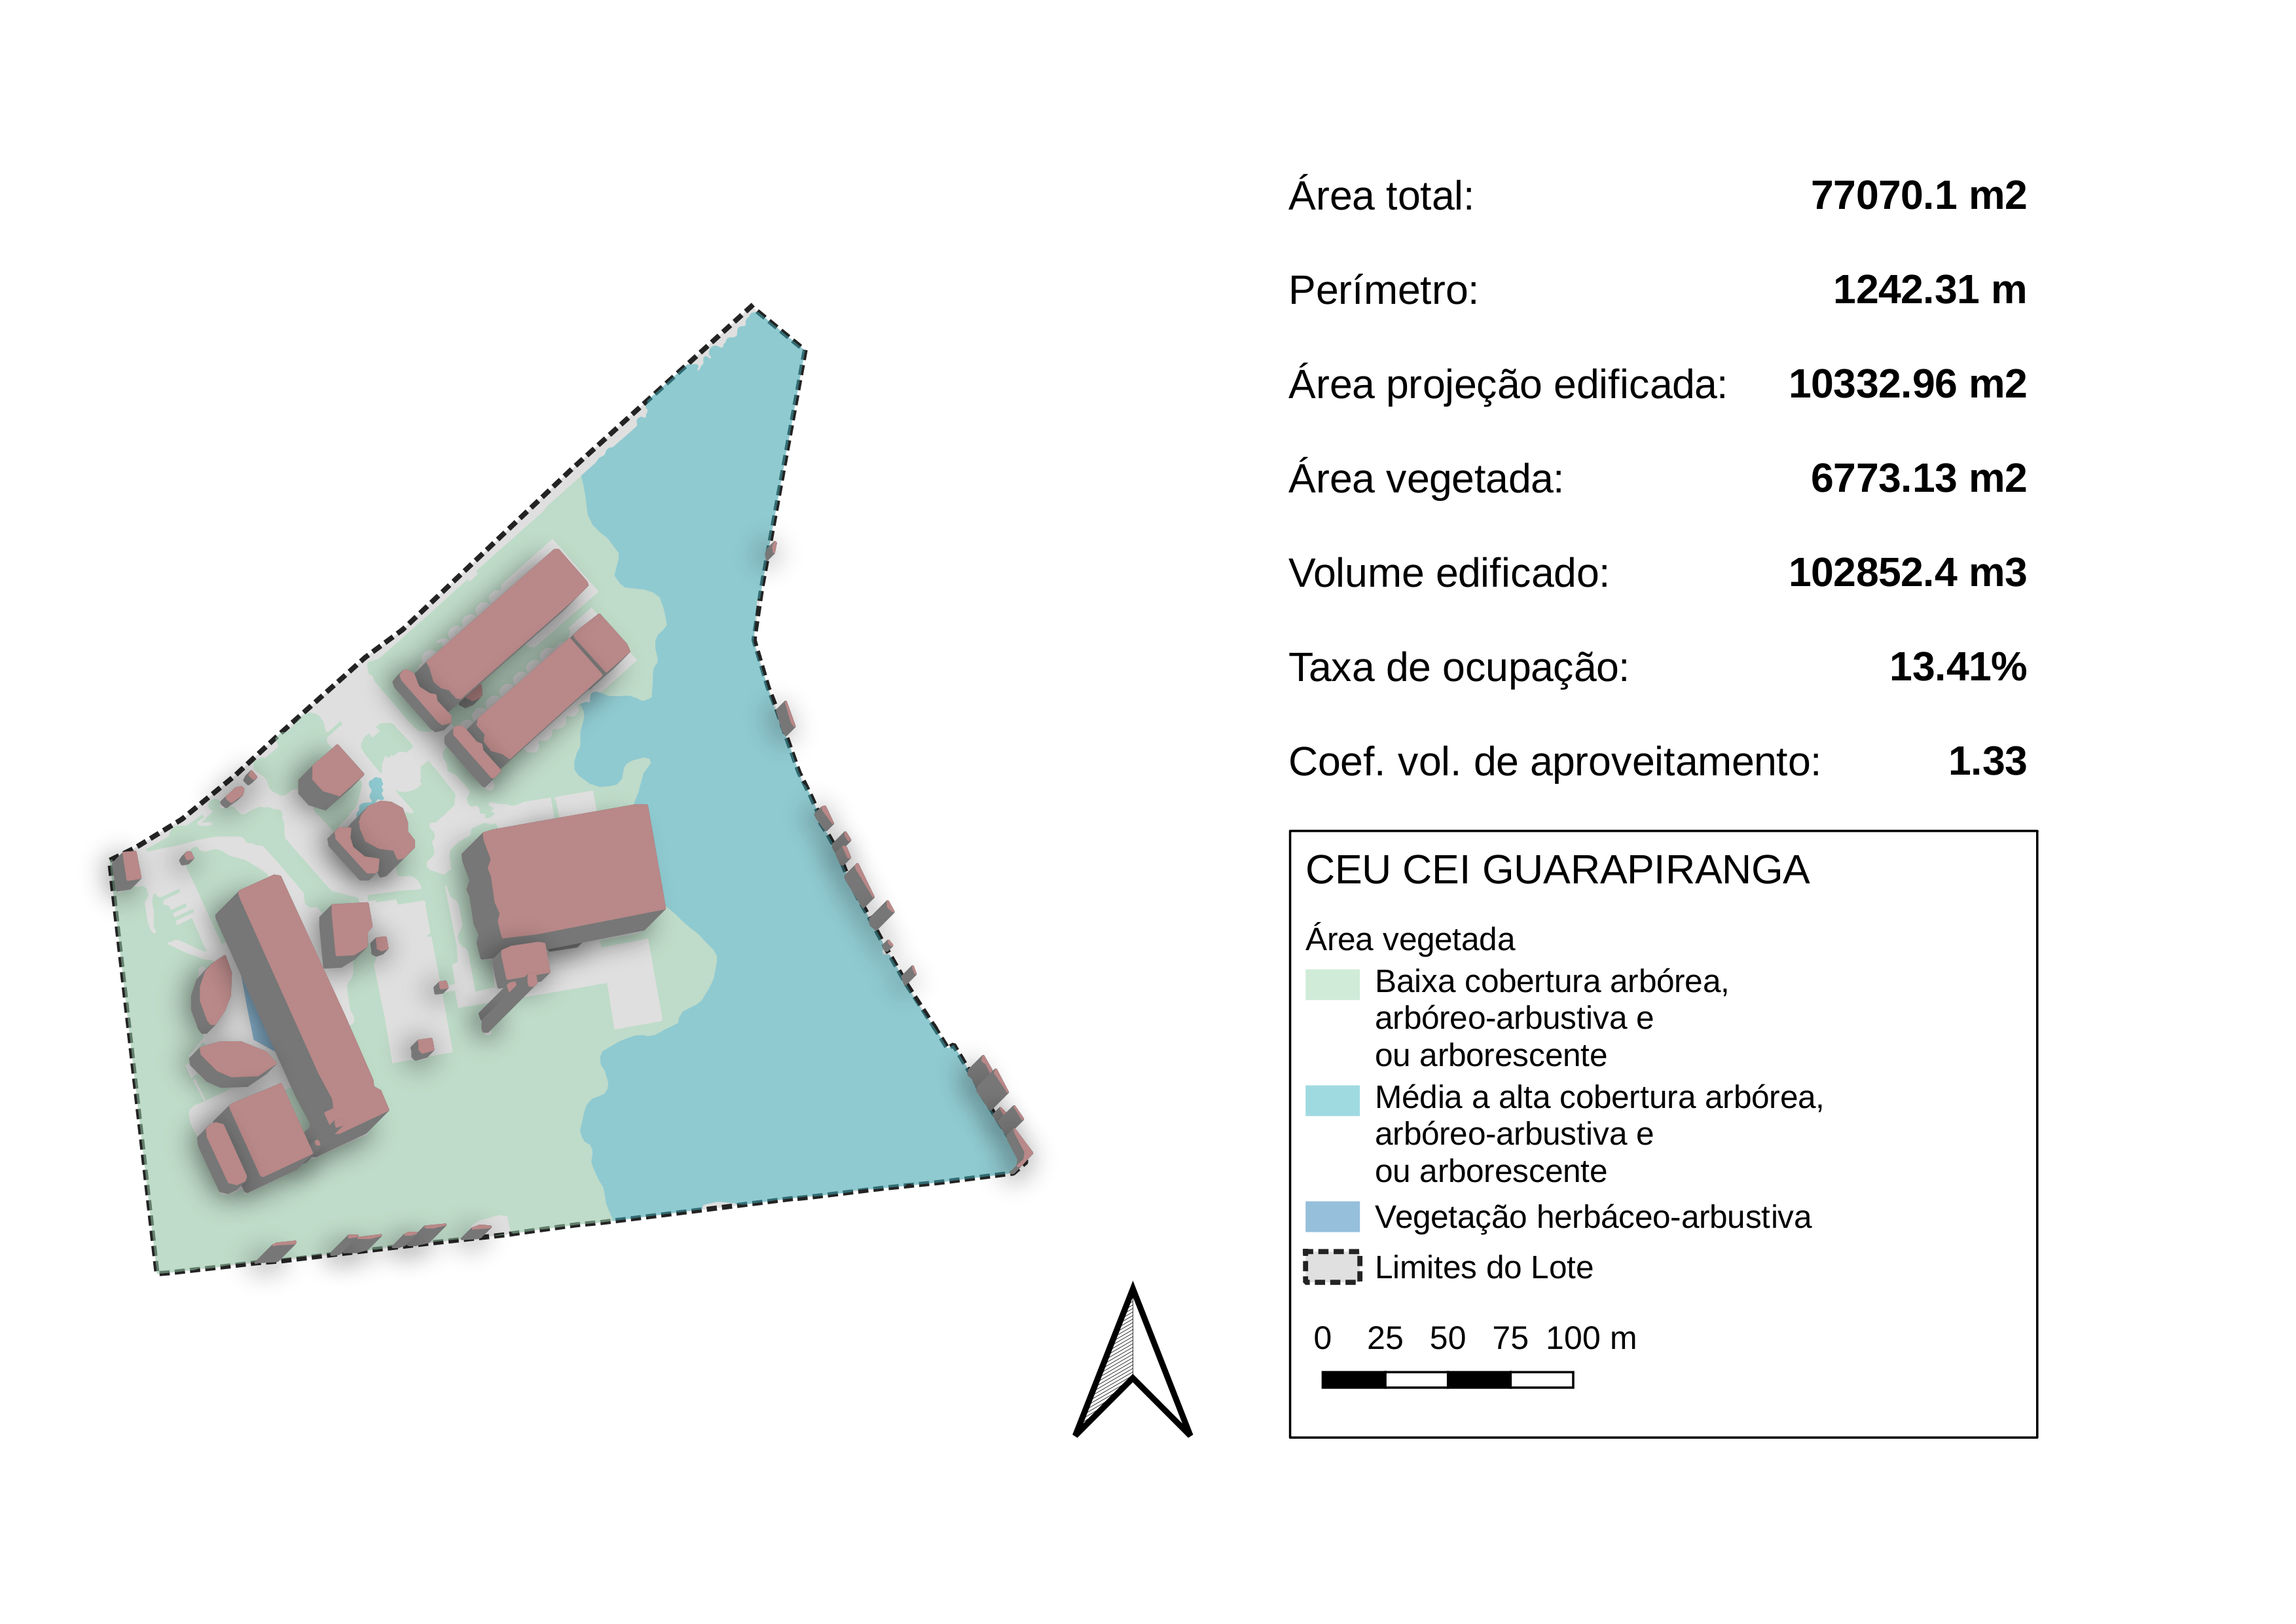 Área total: 77070.1 m2
Perímetro: 1242.31 m
Área projeção edificada: 10332.96 m2
Área vegetada: 6773.13 m2
Volume edificado: 102852.4 m3
Taxa de ocupação: 13.41%
Coef. vol. de aproveitamento: 1.33
CEU CEI GUARAPIRANGA
Área vegetada
Baixa cobertura arbórea,
arbóreo-arbustiva e
ou arborescente
Média a alta cobertura arbórea,
arbóreo-arbustiva e
ou arborescente
Vegetação herbáceo-arbustiva
Limites do Lote
0 25 50 75 100 m